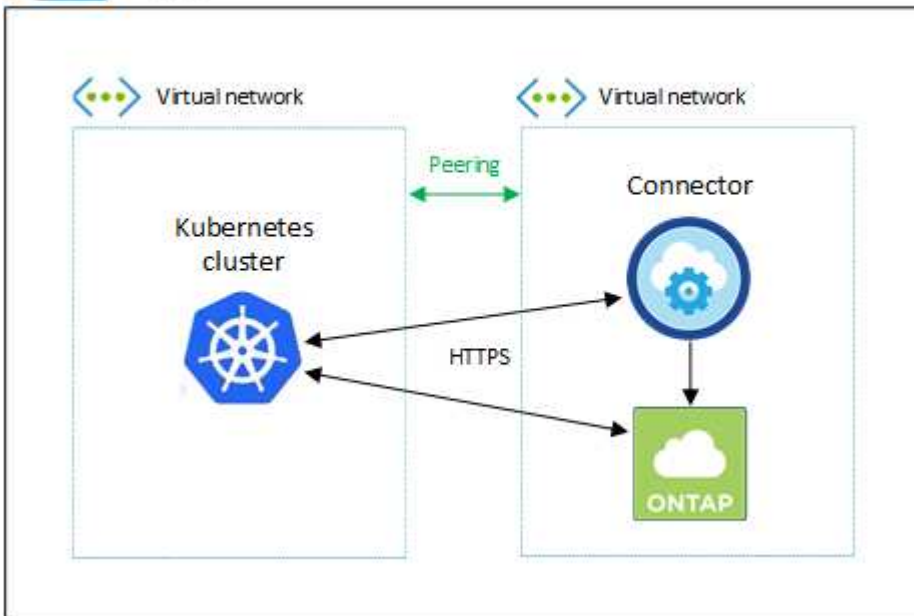 Virtual network
Virtual network
Peering
Connector
Kubernetes
cluster
HTTPS
ONTAP